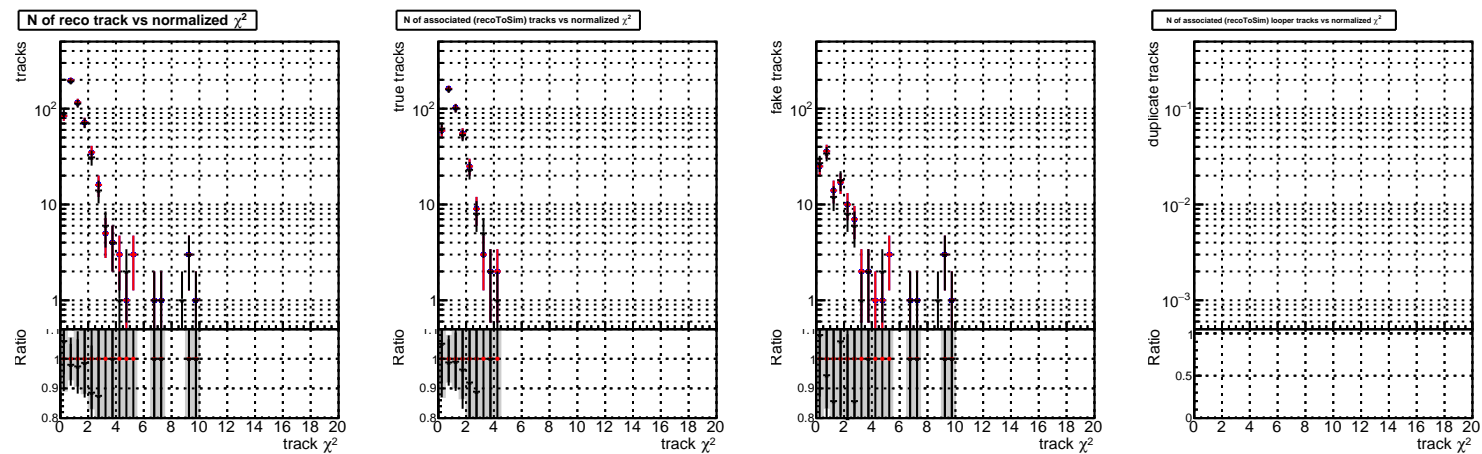 N of reco track vs normalized χ²
tracks
10²
10
1
Ratio
1.1
1
0.9
0.8
0 2 4 6 8 10 12 14 16 18 20
track χ²
N of associated (recoToSim) tracks vs normalized χ²
true tracks
10²
10
1
Ratio
1.1
1
0.9
0.8
0 2 4 6 8 10 12 14 16 18 20
track χ²
fake tracks
10²
10
1
Ratio
1.1
1
0.9
0.8
0 2 4 6 8 10 12 14 16 18 20
track χ²
N of associated (recoToSim) looper tracks vs normalized χ²
duplicate tracks
10⁻¹
10⁻²
10⁻³
Ratio
1
0.5
0
0 2 4 6 8 10 12 14 16 18 20
track χ²